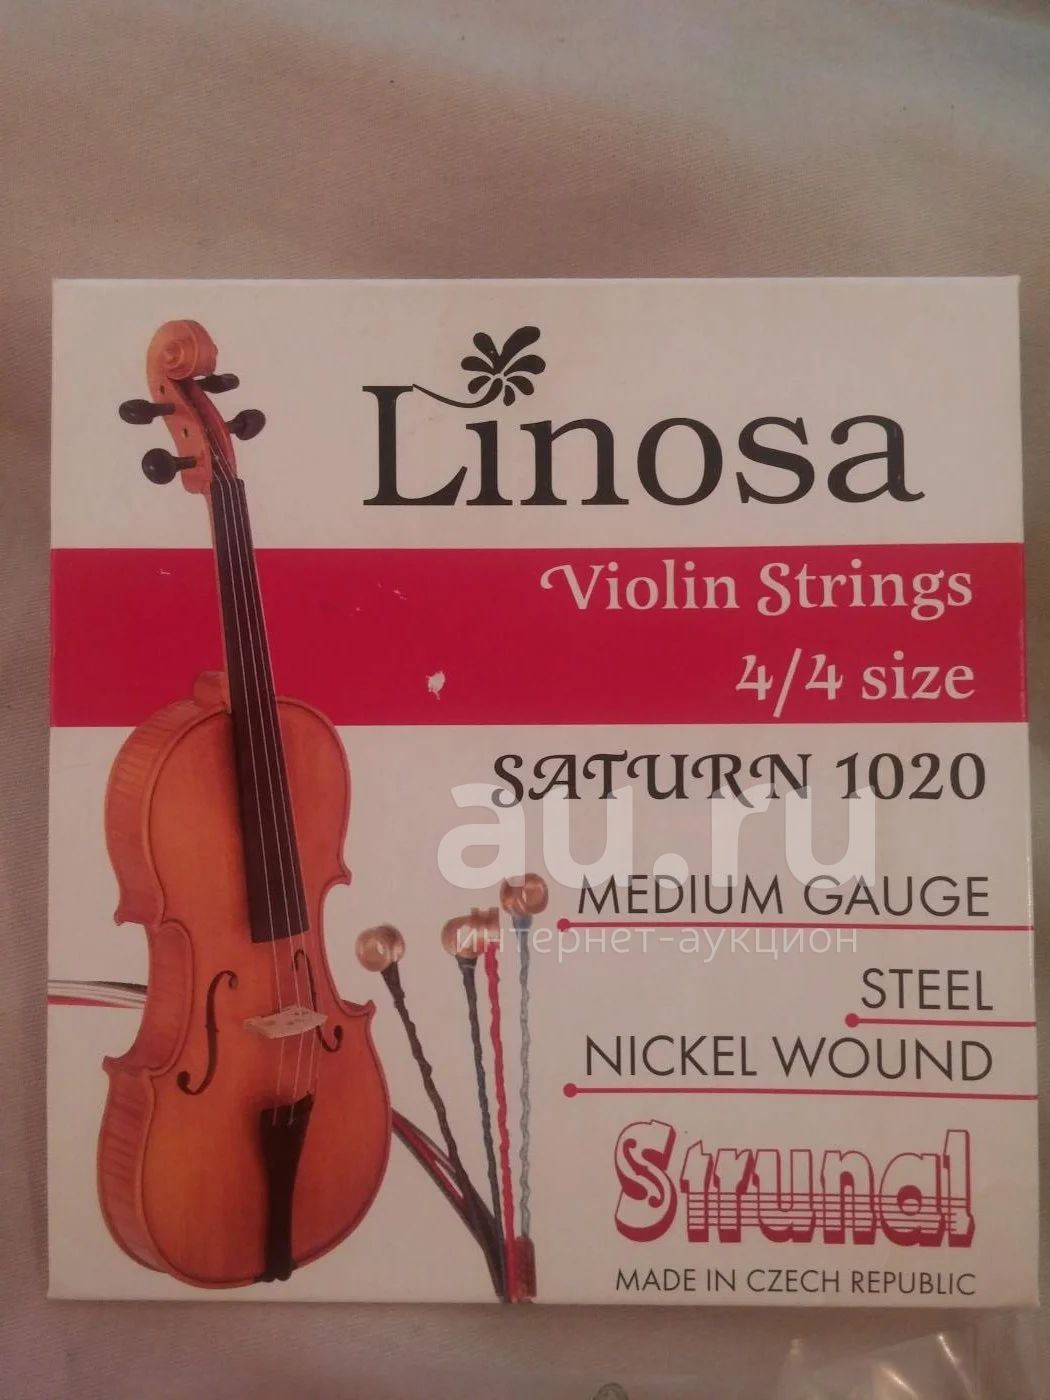 Linosa
Violin Strings
4/4 size
SATURN 1020
au.ru
MEDIUM GAUGE
интернет-аукцион
STEEL
NICKEL WOUND
Strunal
MADE IN CZECH REPUBLIC